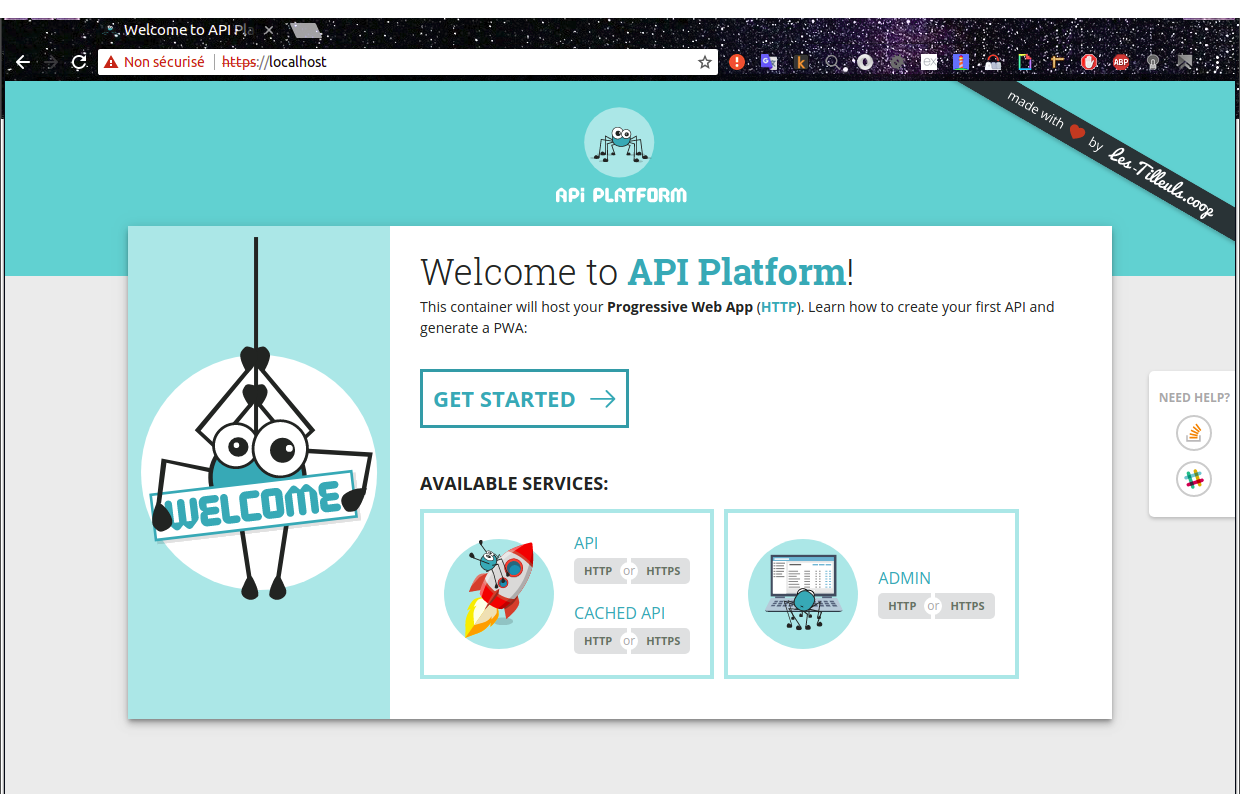 Welcome to API Pla
Non sécurisé https://localhost
ABP
made with by Les-Tilleuls.coop
API PLATFORM
Welcome to API Platform!
This container will host your Progressive Web App (HTTP). Learn how to create your first API and
generate a PWA:
GET STARTED
NEED HELP?
WELCOME
AVAILABLE SERVICES:
API
HTTP or HTTPS
CACHED API
HTTP or HTTPS
ADMIN
HTTP or HTTPS